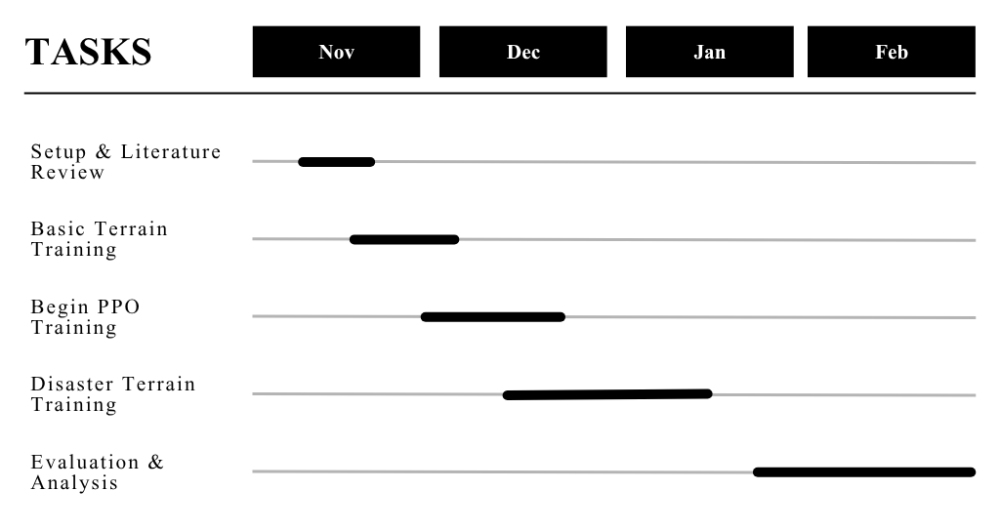 TASKS
Nov
Dec
Jan
Feb
Setup & Literature
Review
Basic Terrain
Training
Begin PPO
Training
Disaster Terrain
Training
Evaluation &
Analysis